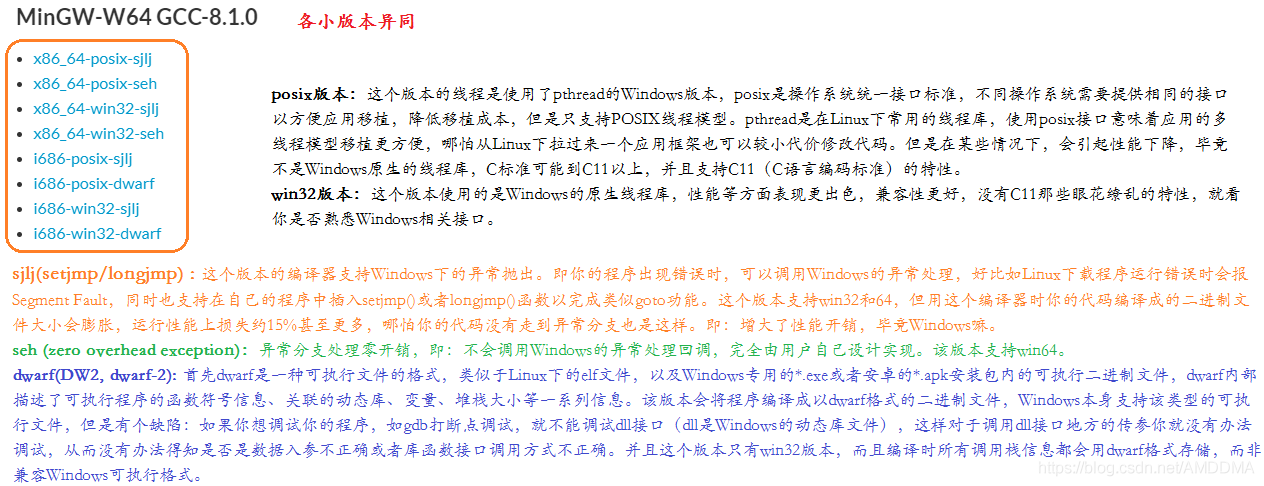 MinGW-W64 GCC-8.1.0
各小版本异同
x86_64-posix-sjlj
x86_64-posix-seh
x86_64-win32-sjlj
x86_64-win32-seh
i686-posix-sjlj
i686-posix-dwarf
i686-win32-sjlj
i686-win32-dwarf
posix版本：这个版本的线程是使用了pthread的Windows版本，posix是操作系统统一接口标准，不同操作系统需要提供相同的接口
以方便应用移植，降低移植成本，但是只支持POSIX线程模型。pthread是在Linux下常用的线程库，使用posix接口意味着应用的多
线程模型移植更方便，哪怕从Linux下拉过来一个应用框架也可以较小代价修改代码。但是在某些情况下，会引起性能下降，毕竟
不是Windows原生的线程库，C标准可能到C11以上，并且支持C11（C语言编码标准）的特性。
win32版本：这个版本使用的是Windows的原生线程库，性能等方面表现更出色，兼容性更好，没有C11那些眼花缭乱的特性，就看
你是否熟悉Windows相关接口。
sjlj(setjmp/longjmp)：这个版本的编译器支持Windows下的异常抛出。即你的程序出现错误时，可以调用Windows的异常处理，好比如Linux下载程序运行错误时会报
Segment Fault，同时也支持在自己的程序中插入setjmp()或者longjmp()函数以完成类似goto功能。这个版本支持win32和64，但用这个编译器时你的代码编译成的二进制文
件大小会膨胀，运行性能上损失约15%甚至更多，哪怕你的代码没有走到异常分支也是这样。即：增大了性能开销，毕竟Windows嘛。
seh (zero overhead exception)：异常分支处理零开销，即：不会调用Windows的异常处理回调，完全由用户自己设计实现。该版本支持win64。
dwarf(DW2, dwarf-2): 首先dwarf是一种可执行文件的格式，类似于Linux下的elf文件，以及Windows专用的*.exe或者安卓的*.apk安装包内的可执行二进制文件，dwarf内部
描述了可执行程序的函数符号信息、关联的动态库、变量、堆栈大小等一系列信息。该版本会将程序编译成以dwarf格式的二进制文件，Windows本身支持该类型的可执
行文件，但是有个缺陷：如果你想调试你的程序，如gdb打断点调试，就不能调试dll接口（dll是Windows的动态库文件），这样对于调用dll接口地方的传参你就没有办法
调试，从而没有办法得知是否是数据入参不正确或者库函数接口调用方式不正确。并且这个版本只有win32版本，而且编译时所有调用栈信息都会用dwarf格式存储，而非
兼容Windows可执行格式。
https://blog.csdn.net/AMDDMA